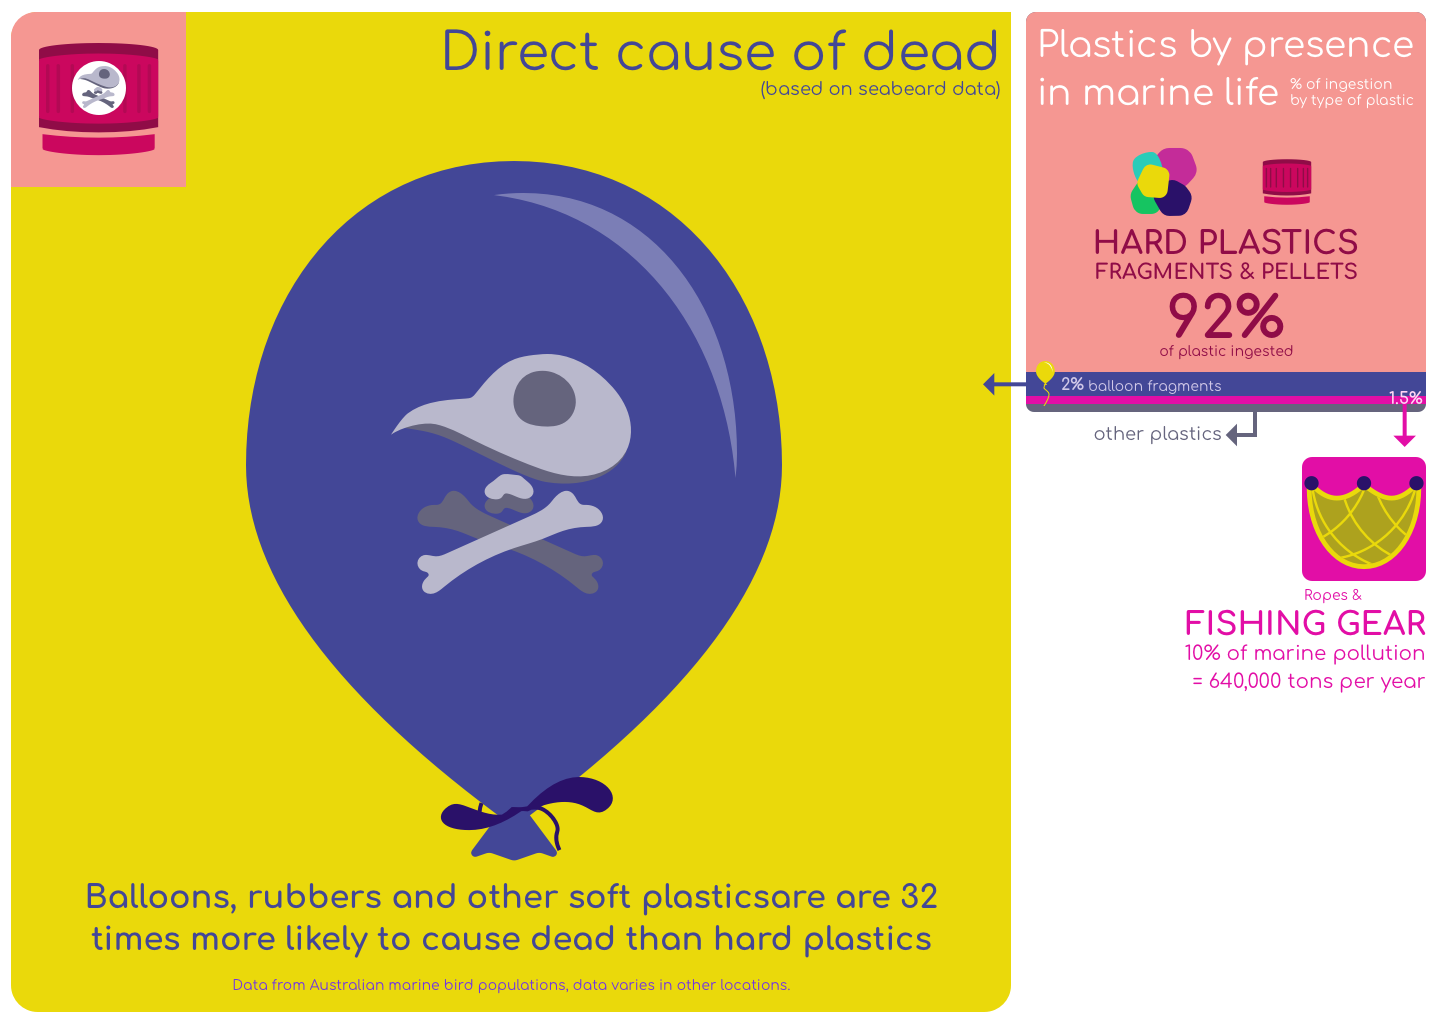 Direct cause of dead
(based on seabeard data)
Balloons, rubbers and other soft plasticsare are 32
times more likely to cause dead than hard plastics
Data from Australian marine bird populations, data varies in other locations.
Plastics by presence
in marine life
% of ingestion
by type of plastic
HARD PLASTICS
FRAGMENTS & PELLETS
92%
of plastic ingested
2% balloon fragments
1.5%
other plastics
Ropes &
FISHING GEAR
10% of marine pollution
= 640,000 tons per year